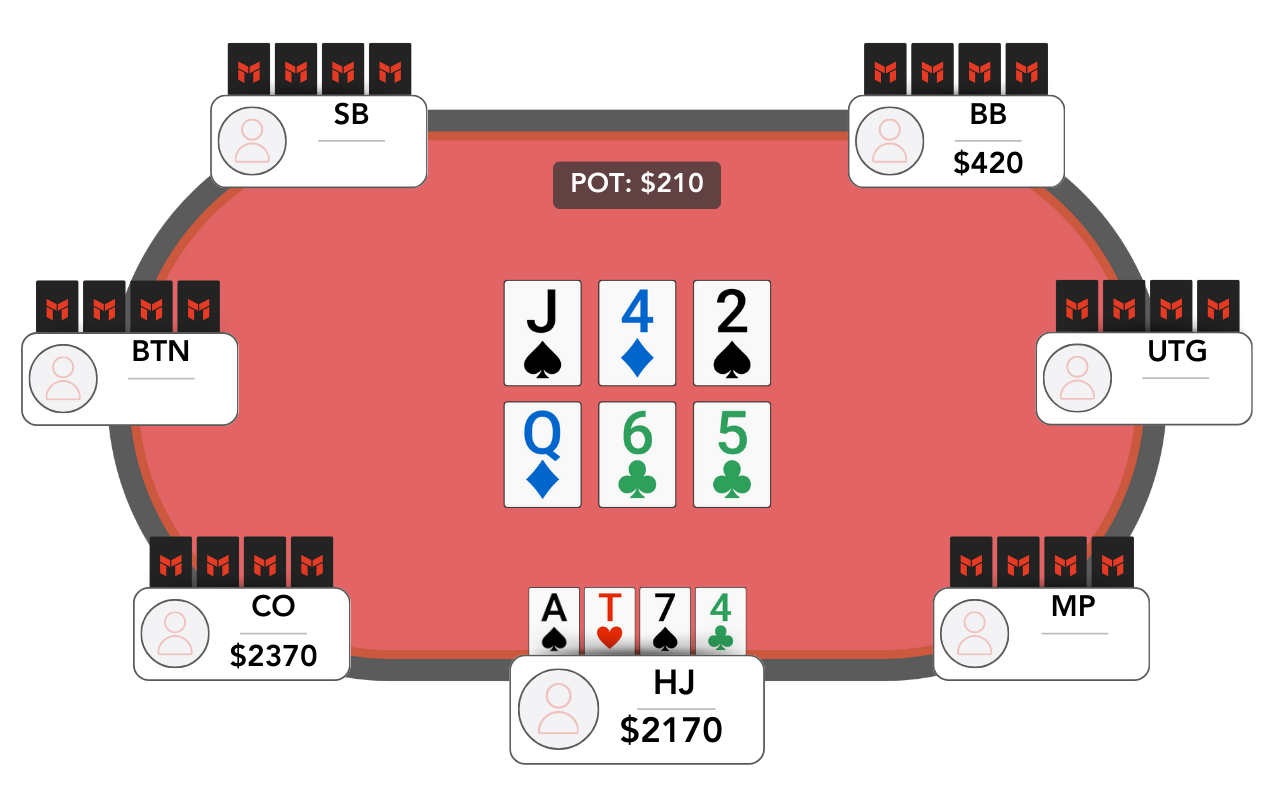 SB
BB
$420
POT: $210
J 4 2
BTN
UTG
Q 6 5
CO
$2370
A T 7 4
MP
HJ
$2170